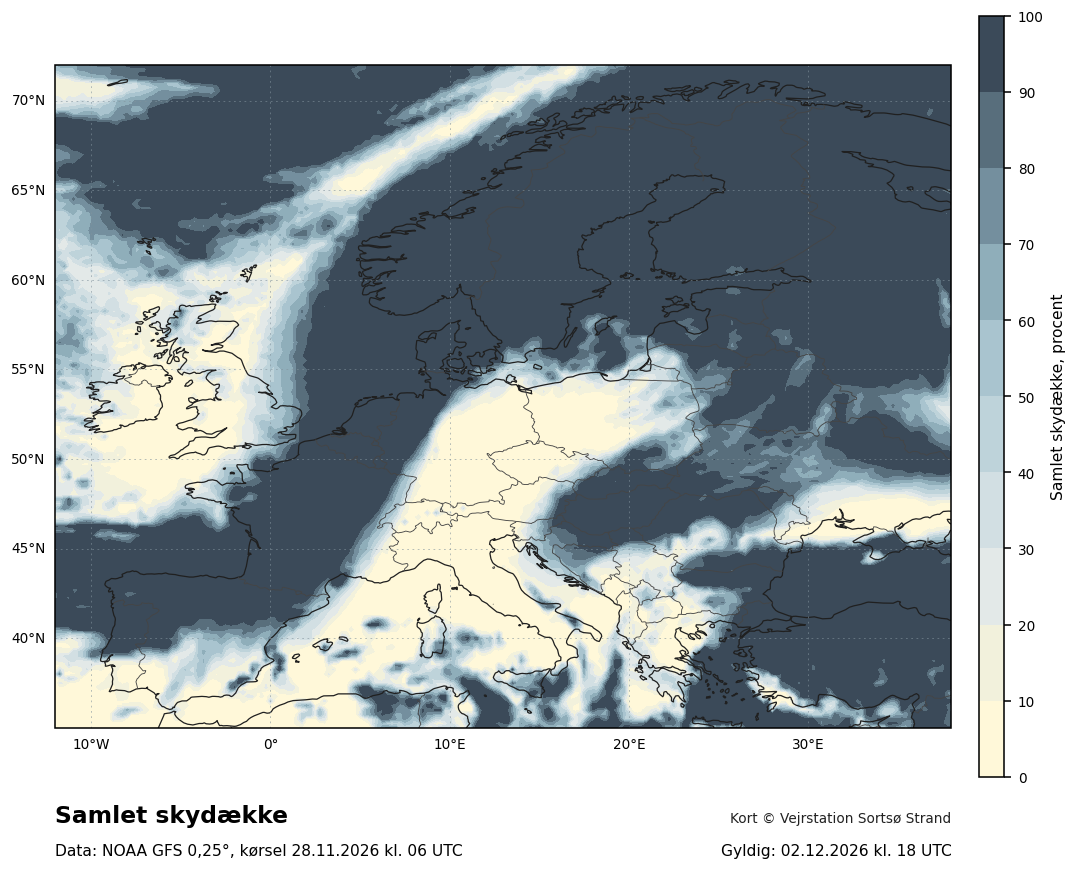 100
90
80
70
60
50
40
30
20
10
0
Samlet skydække, procent
70°N
65°N
60°N
55°N
50°N
45°N
40°N
10°W
0°
10°E
20°E
30°E
Samlet skydække
Kort © Vejrstation Sortsø Strand
Data: NOAA GFS 0,25°, kørsel 28.11.2026 kl. 06 UTC
Gyldig: 02.12.2026 kl. 18 UTC